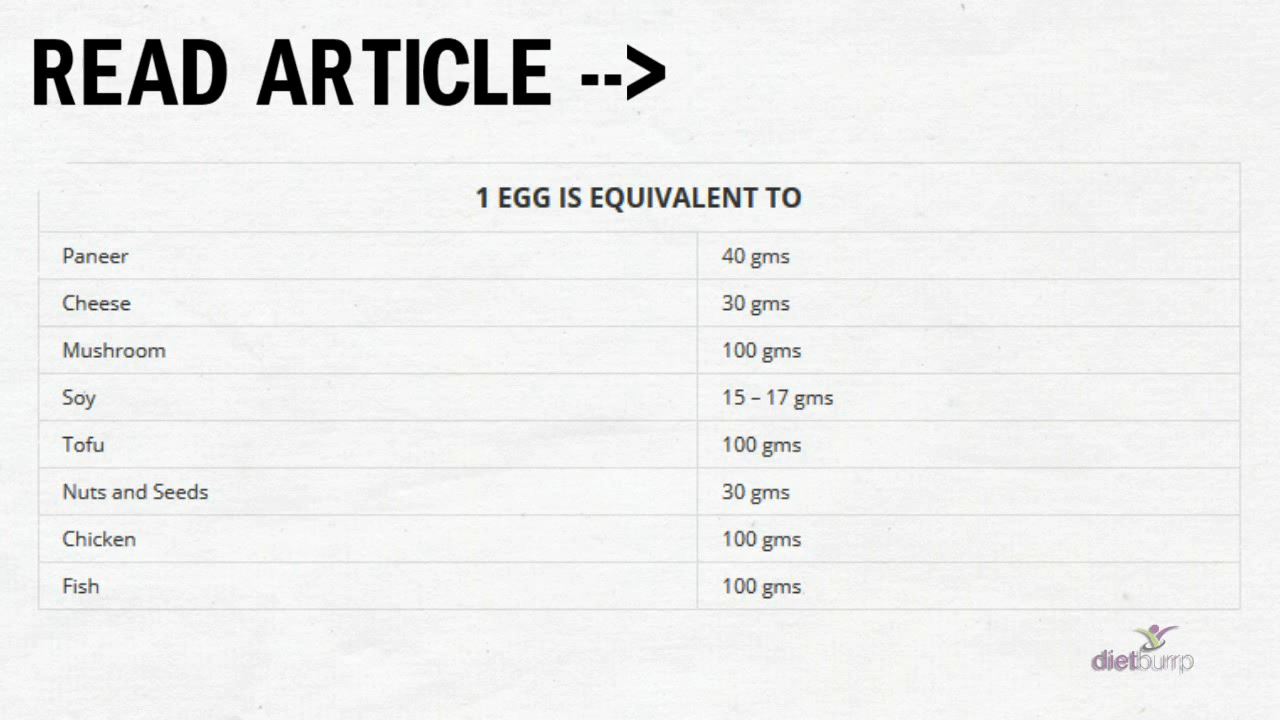 READ ARTICLE -->
1 EGG IS EQUIVALENT TO
Paneer 40 gms
Cheese 30 gms
Mushroom 100 gms
Soy 15 – 17 gms
Tofu 100 gms
Nuts and Seeds 30 gms
Chicken 100 gms
Fish 100 gms
dietburrp